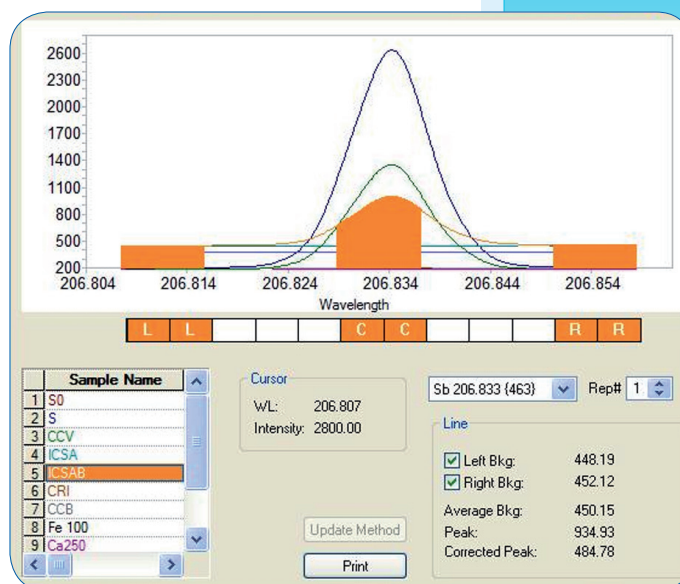 2600
2300
2000
1700
1400
1100
800
500
200
206.804 206.814 206.824 206.834 206.844 206.854
Wavelength
L L C C R R
Sample Name
1 S0
2 S
3 CCV
4 ICSA
5 ICSAB
6 CRI
7 CCB
8 Fe 100
9 Ca250
Cursor
WL: 206.807
Intensity: 2800.00
Update Method
Print
Sb 206.833 {463} Rep# 1
Line
Left Bkg: 448.19
Right Bkg: 452.12
Average Bkg: 450.15
Peak: 934.93
Corrected Peak: 484.78